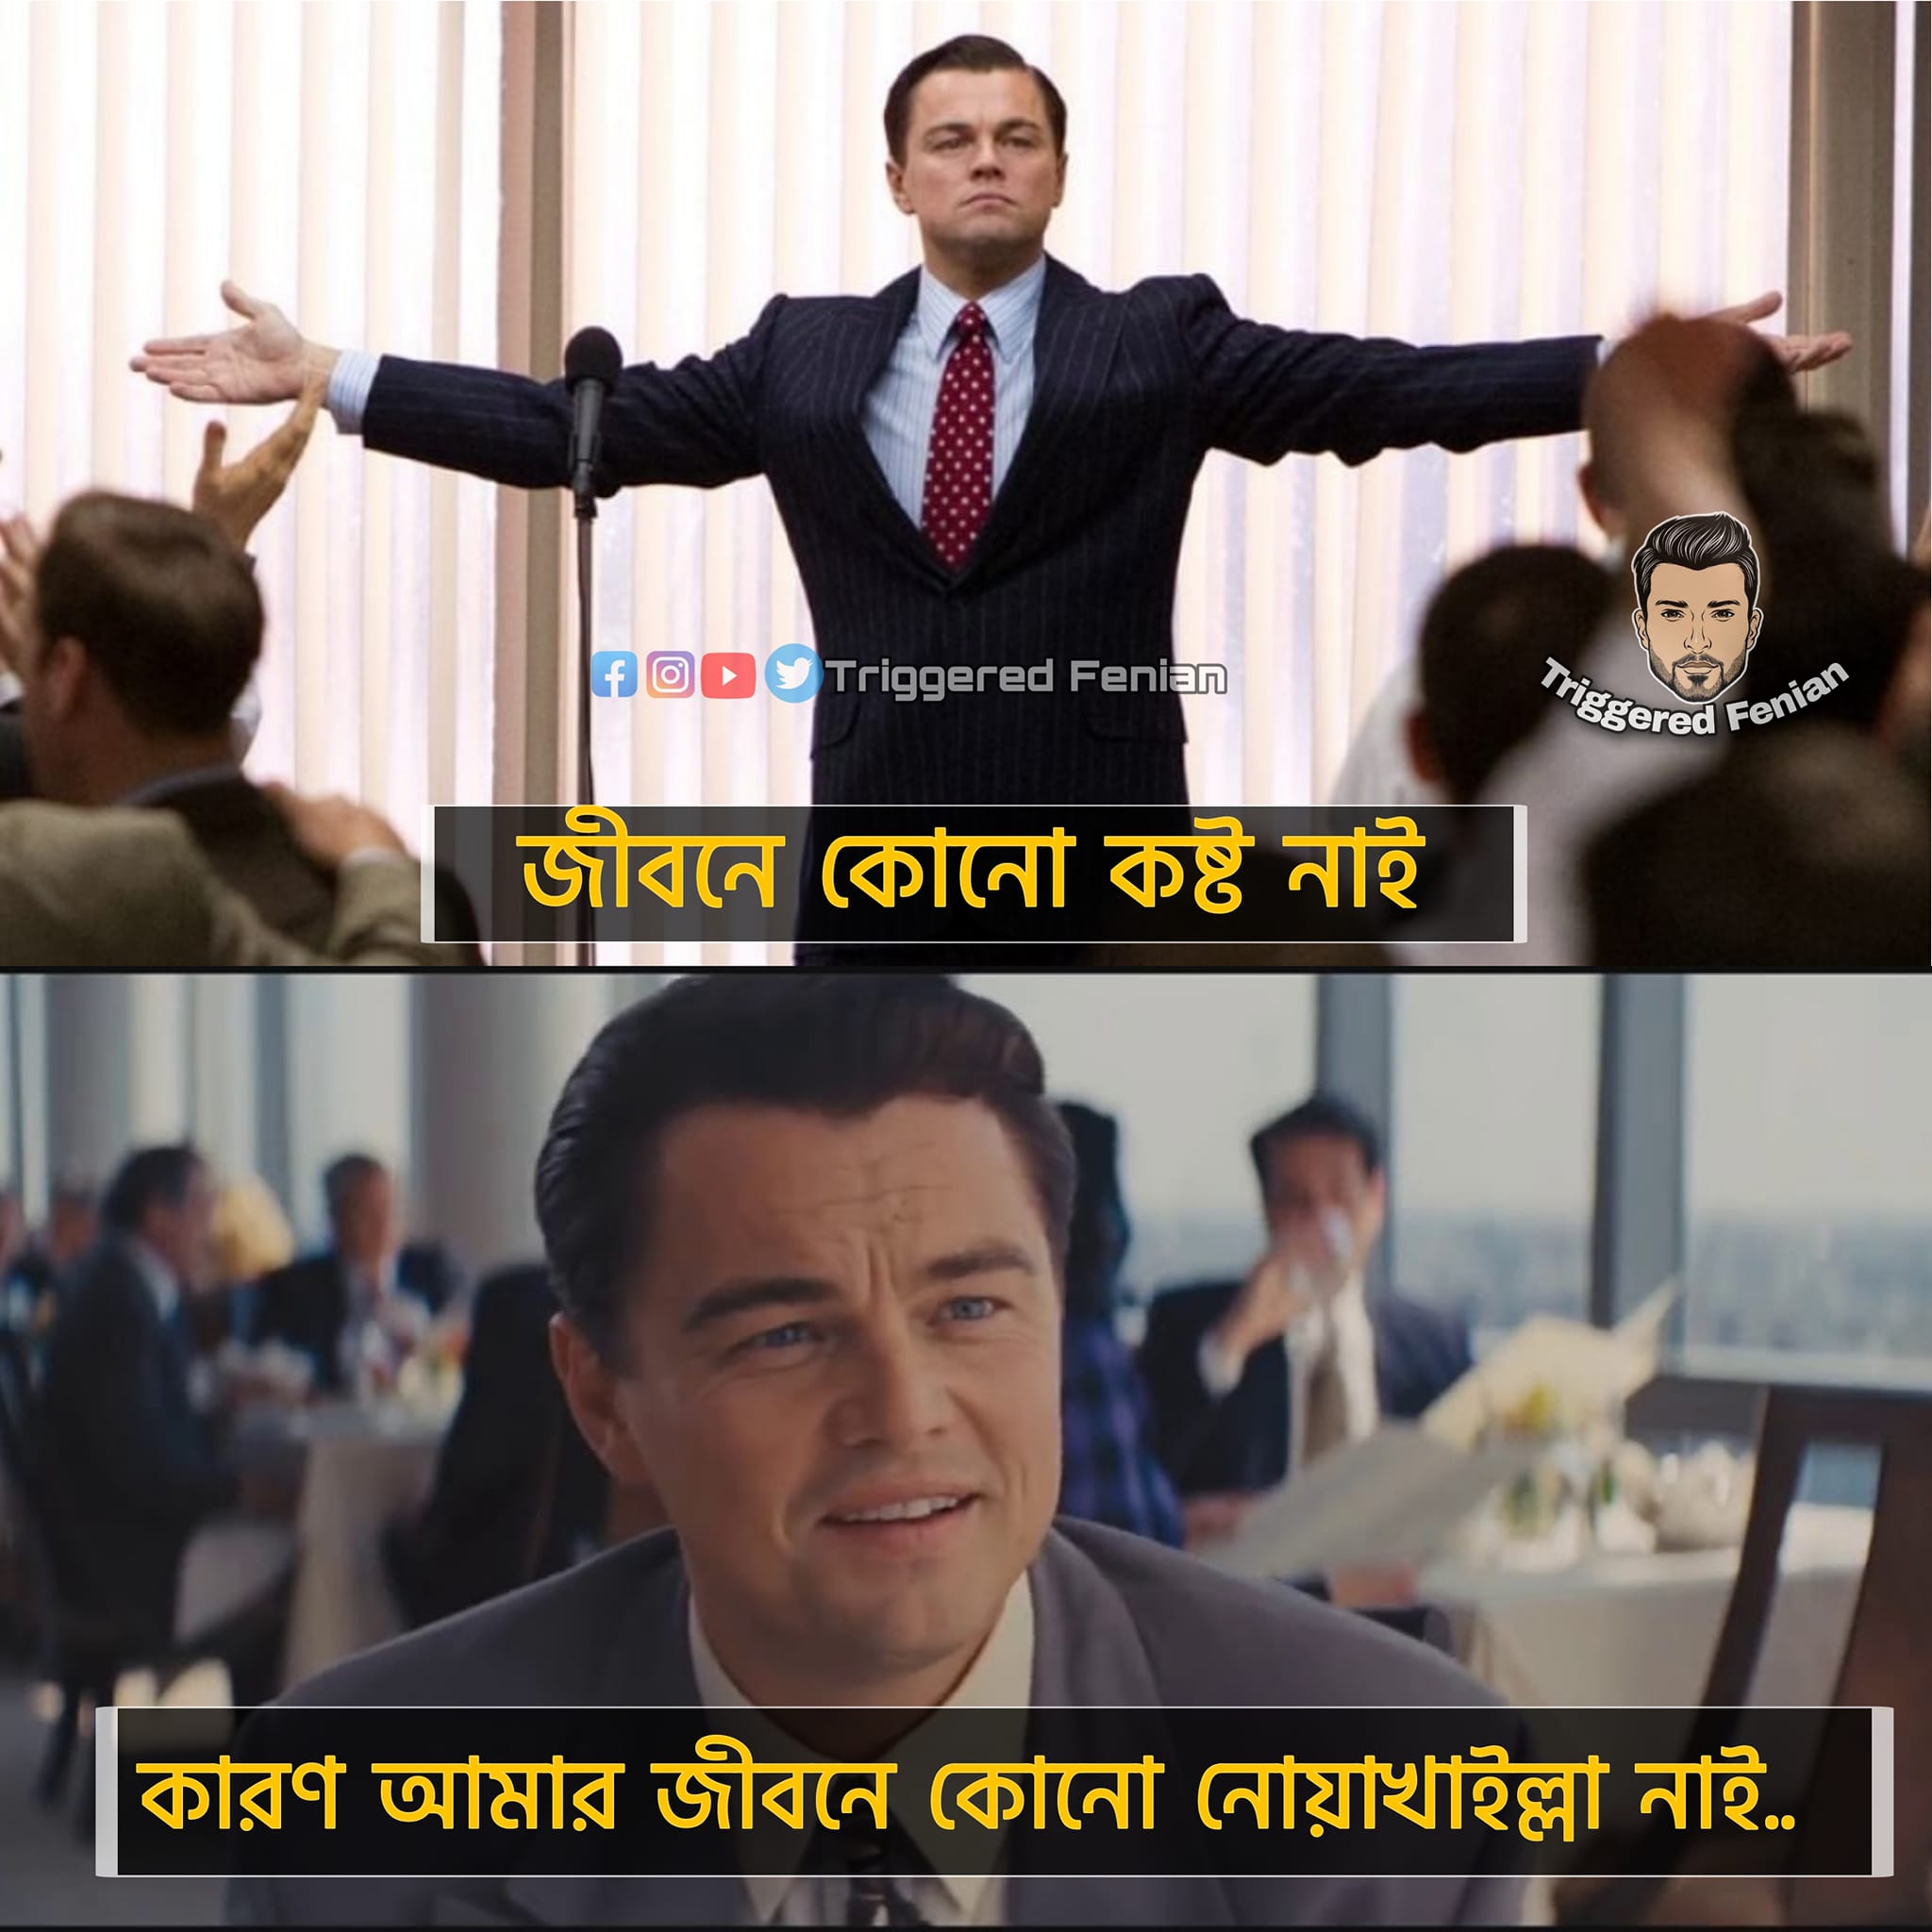 Triggered Fenian
Triggered Fenian
জীবনে কোনো কষ্ট নাই
কারণ আমার জীবনে কোনো নোয়াখাইল্লা নাই..